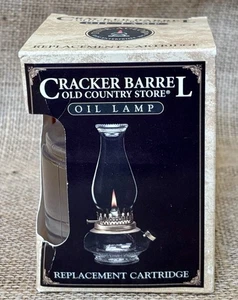 REPLACEMENT CARTRIDGE
CRACKER BARREL
OLD COUNTRY STORE®
OIL LAMP
REPLACEMENT CARTRIDGE